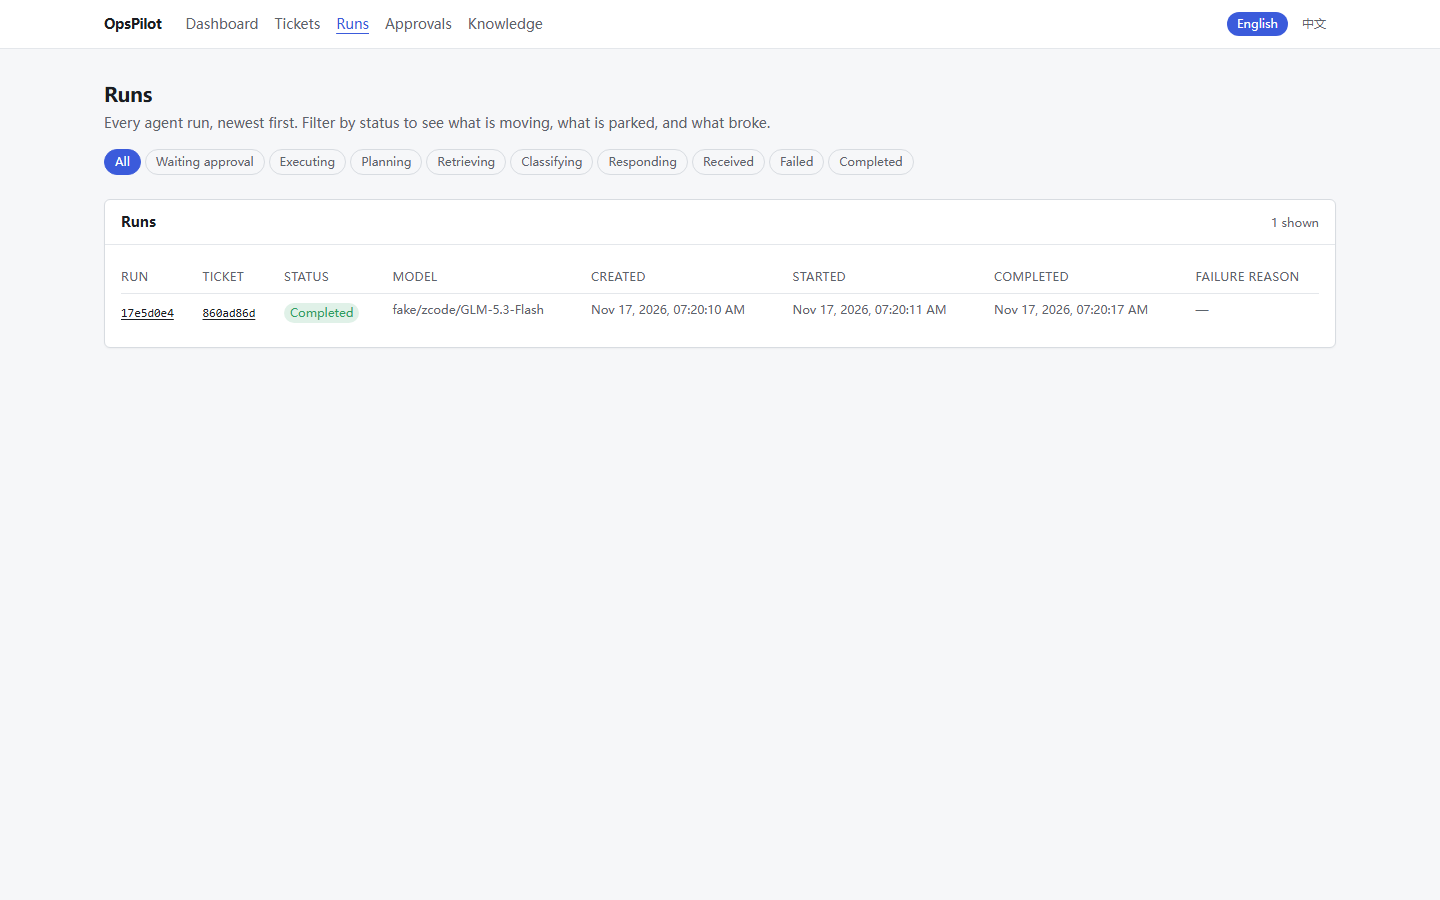 OpsPilot Dashboard Tickets Runs Approvals Knowledge English 中文
Runs
Every agent run, newest first. Filter by status to see what is moving, what is parked, and what broke.
All Waiting approval Executing Planning Retrieving Classifying Responding Received Failed Completed
Runs 1 shown
RUN TICKET STATUS MODEL CREATED STARTED COMPLETED FAILURE REASON
17e5d0e4 860ad86d Completed fake/zcode/GLM-5.3-Flash Nov 17, 2026, 07:20:10 AM Nov 17, 2026, 07:20:11 AM Nov 17, 2026, 07:20:17 AM —